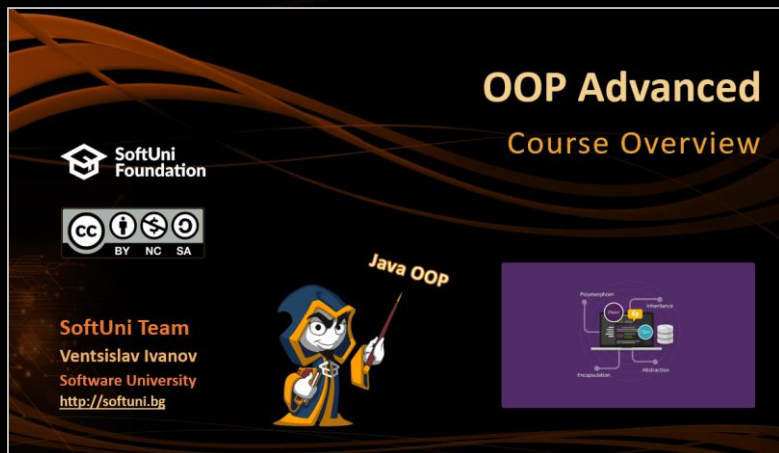 OOP Advanced
Course Overview
SoftUni
Foundation
CC
BY NC SA
Java OOP
Polymorphism
Inheritance
Encapsulation
Abstraction
SoftUni Team
Ventsislav Ivanov
Software University
http://softuni.bg